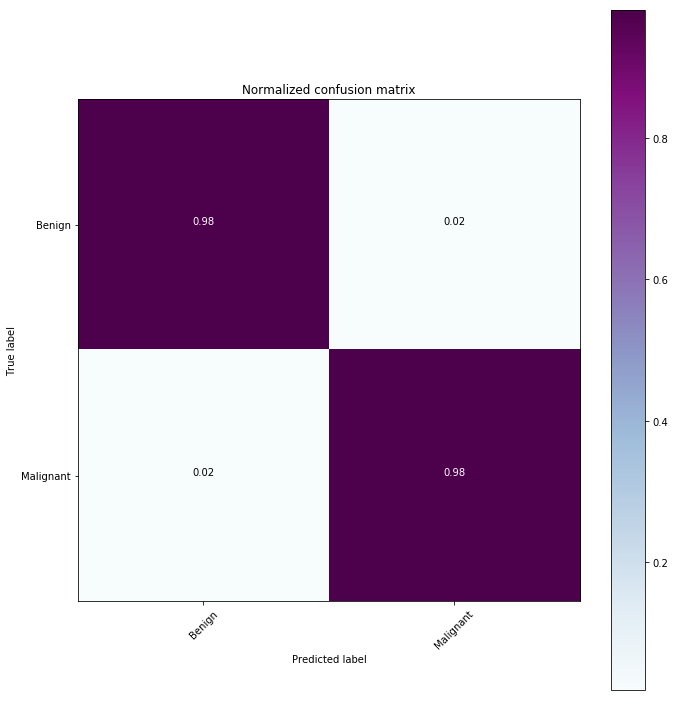 Normalized confusion matrix
True label
Benign
0.98
0.02
Malignant
0.02
0.98
Benign
Malignant
Predicted label
0.8
0.6
0.4
0.2